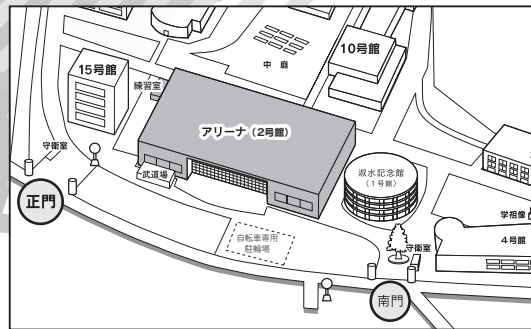 10号館
中 庭
15号館
練習室
アリーナ（2号館）
守衛室
武道場
淑水記念館
（1号館）
正門
学祖像
自転車専用
駐輪場
守衛室
4号館
南門